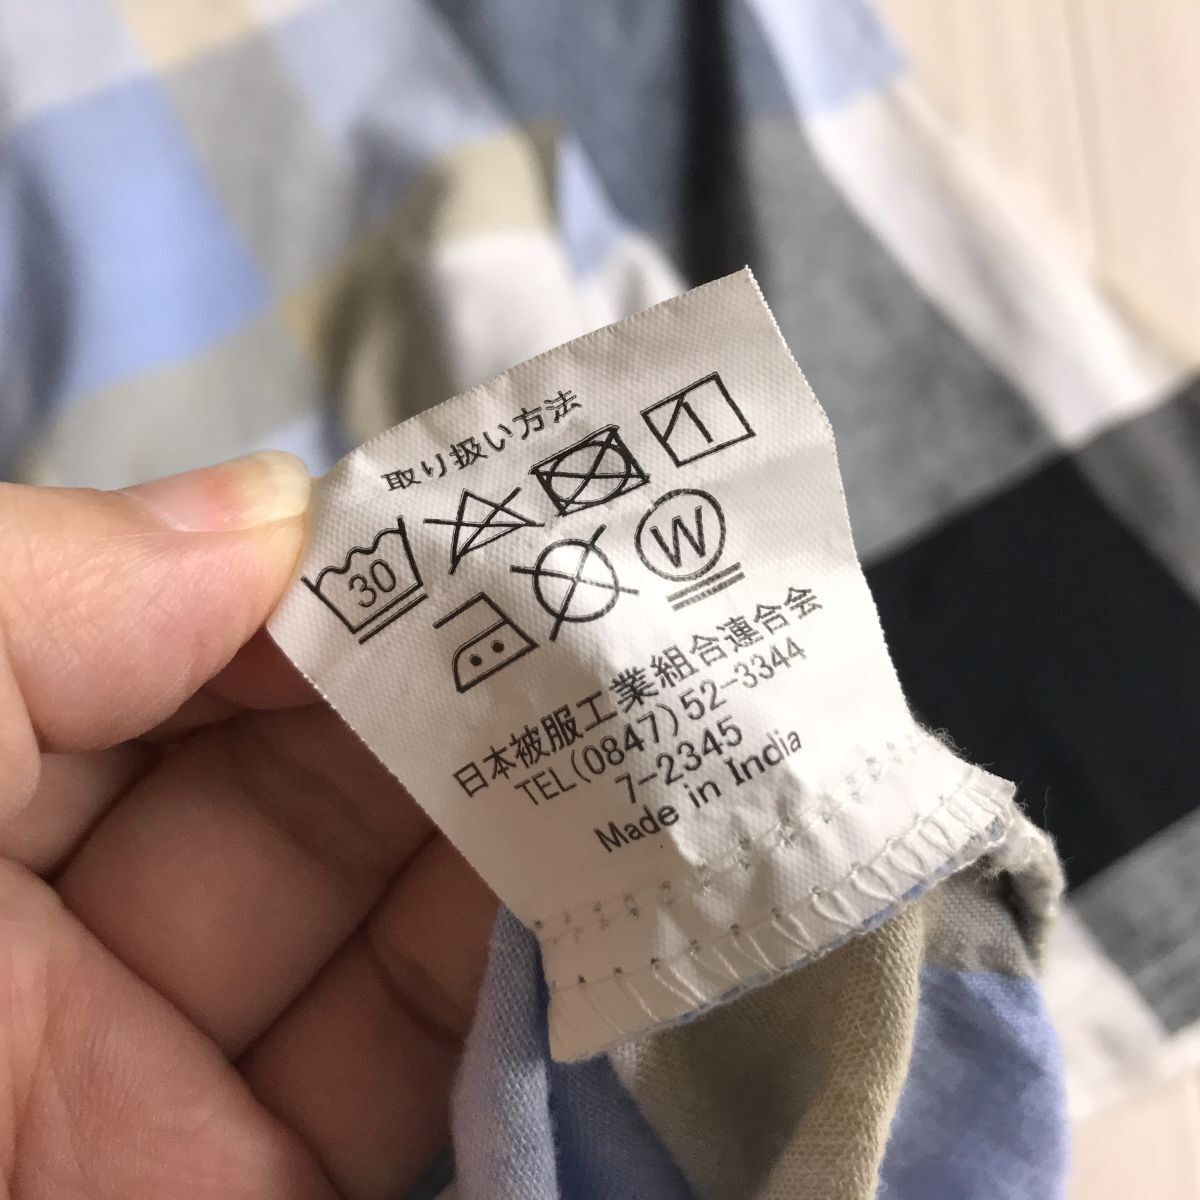 取り扱い方法
30
W
日本被服工業組合連合会
TEL(0847)52-3344
7-2345
Made in India